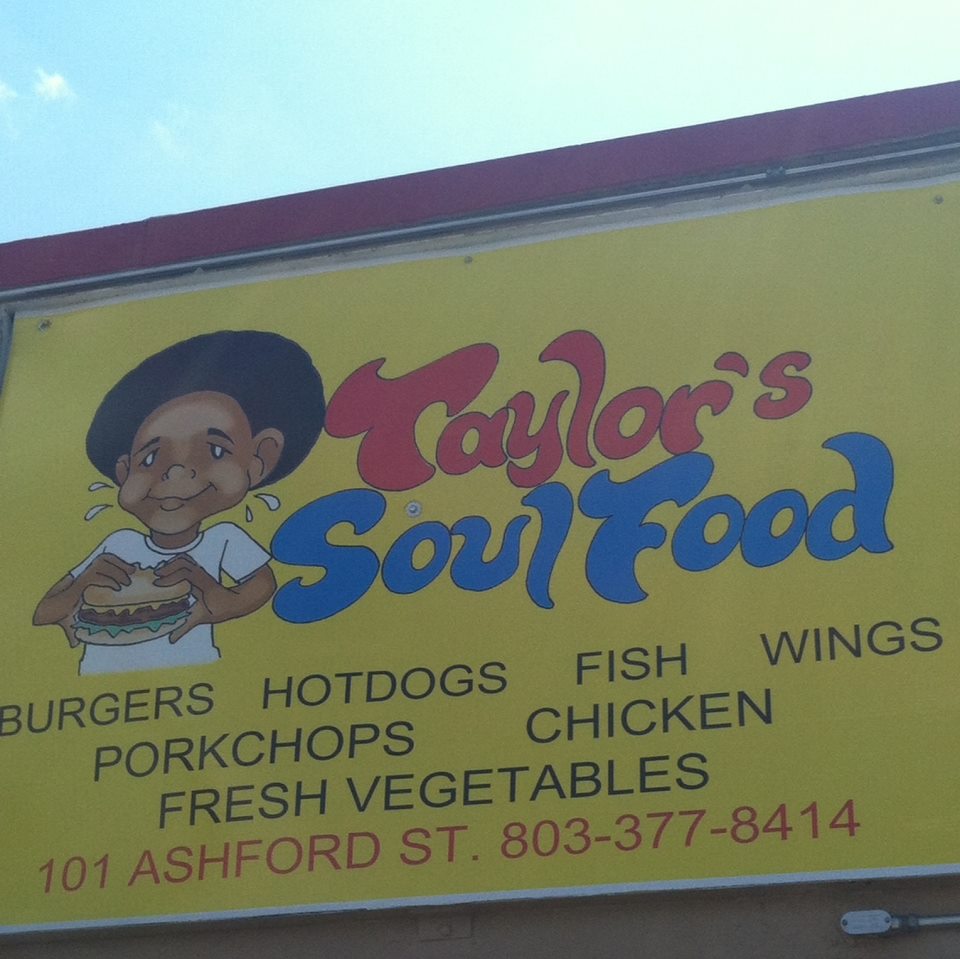 Taylor's
Soul Food
BURGERS HOTDOGS FISH WINGS
PORKCHOPS CHICKEN
FRESH VEGETABLES
101 ASHFORD ST. 803-377-8414